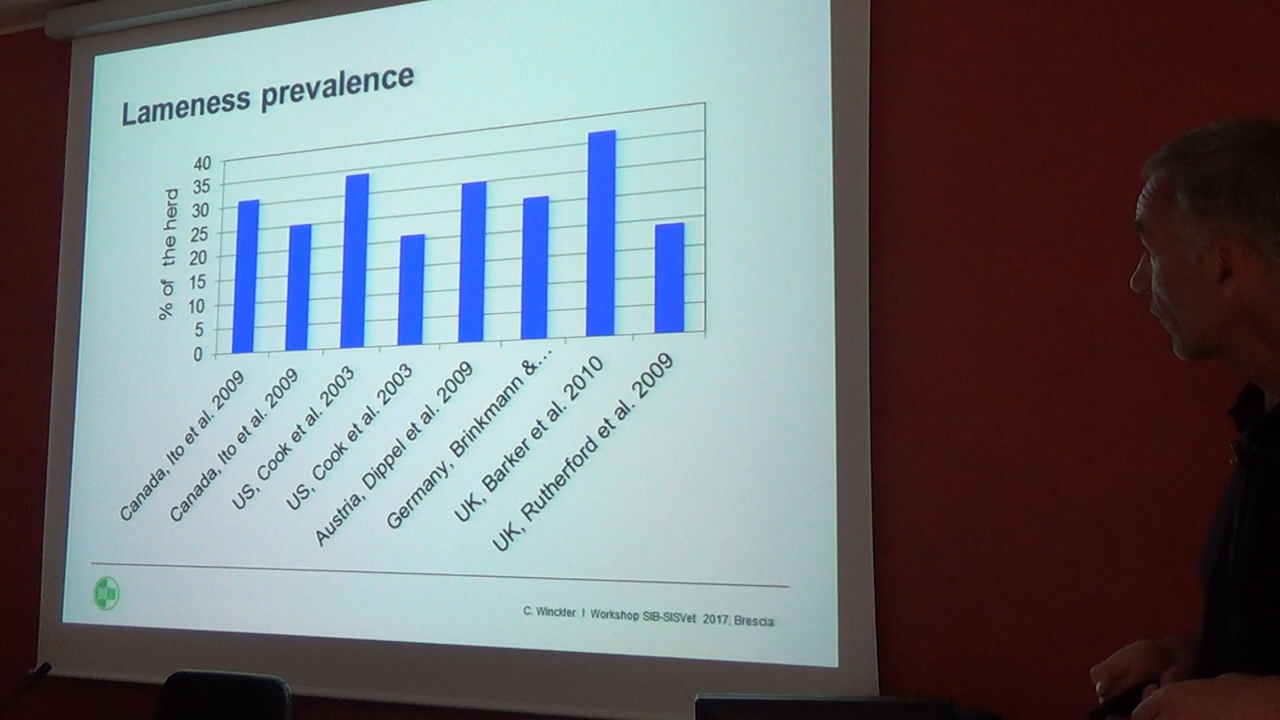 Lameness prevalence
% of the herd
40
35
30
25
20
15
10
5
0
Canada, Ito et al. 2009
Canada, Ito et al. 2009
US, Cook et al. 2003
US, Cook et al. 2003
Austria, Dippel et al. 2009
Germany, Brinkmann &...
UK, Barker et al. 2010
UK, Rutherford et al. 2009
C. Winckler I Workshop SIB-SISVet 2017, Brescia